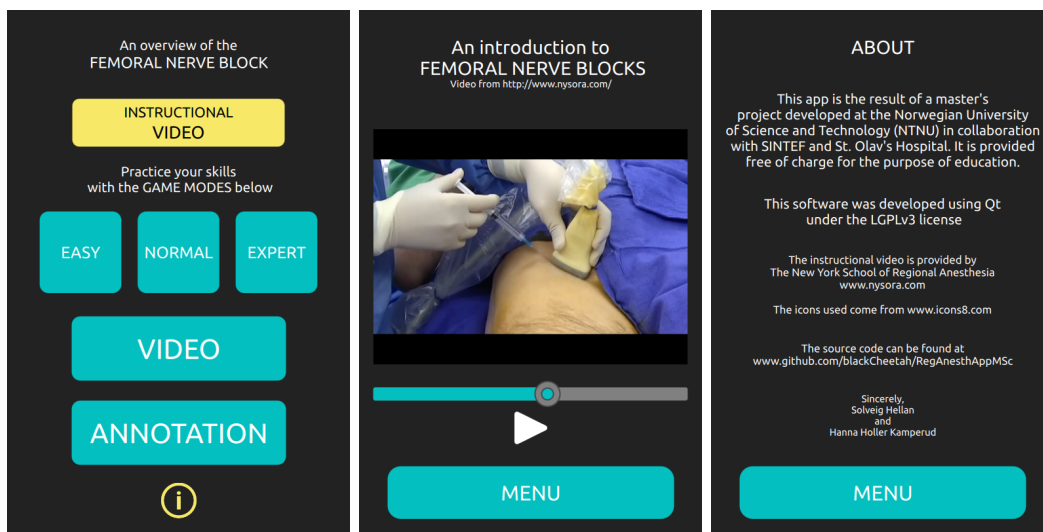 An overview of the
FEMORAL NERVE BLOCK
INSTRUCTIONAL
VIDEO
Practice your skills
with the GAME MODES below
EASY
NORMAL
EXPERT
VIDEO
ANNOTATION
i
An introduction to
FEMORAL NERVE BLOCKS
Video from http://www.nysora.com/
MENU
ABOUT
This app is the result of a master's
project developed at the Norwegian University
of Science and Technology (NTNU) in collaboration
with SINTEF and St. Olav's Hospital. It is provided
free of charge for the purpose of education.
This software was developed using Qt
under the LGPLv3 license
The instructional video is provided by
The New York School of Regional Anesthesia
www.nysora.com
The icons used come from www.icons8.com
The source code can be found at
www.github.com/blackCheetah/RegAnesthAppMSc
Sincerely,
Solveig Hellan
and
Hanna Holler Kamperud
MENU